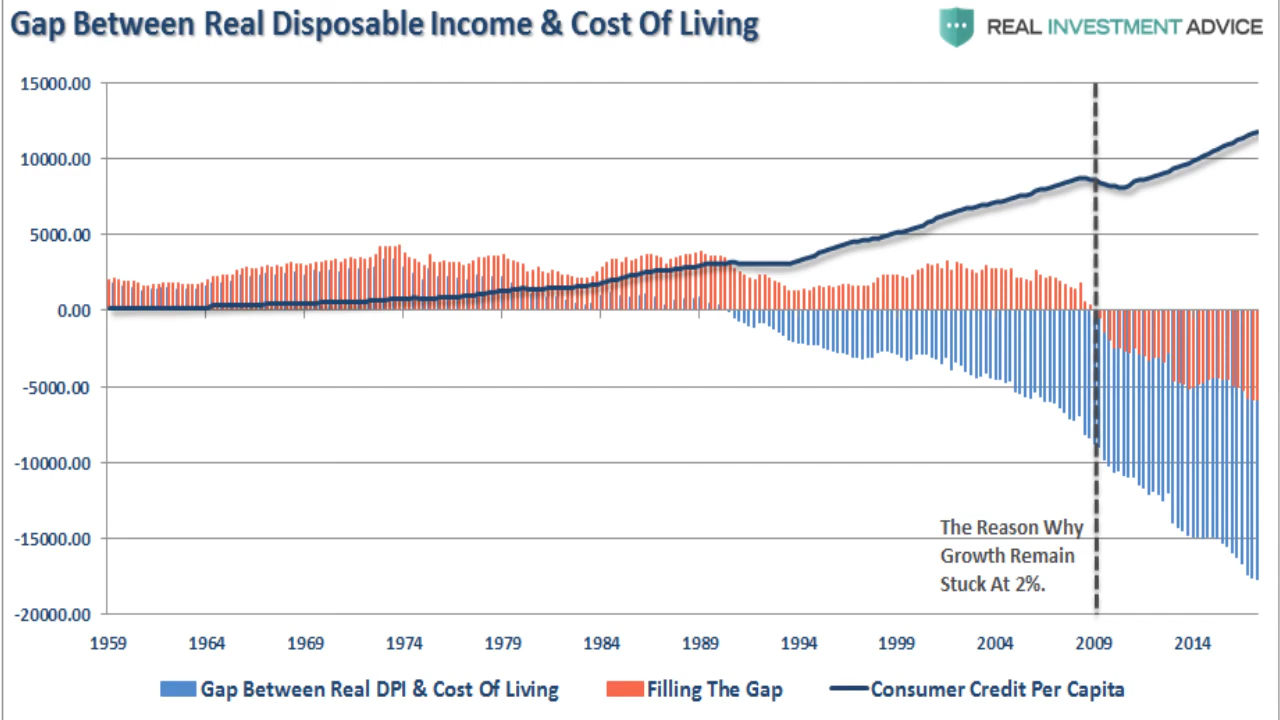 Gap Between Real Disposable Income & Cost Of Living
REAL INVESTMENT ADVICE
15000.00
10000.00
5000.00
0.00
-5000.00
-10000.00
-15000.00
-20000.00
The Reason Why
Growth Remain
Stuck At 2%.
1959 1964 1969 1974 1979 1984 1989 1994 1999 2004 2009 2014
Gap Between Real DPI & Cost Of Living Filling The Gap Consumer Credit Per Capita